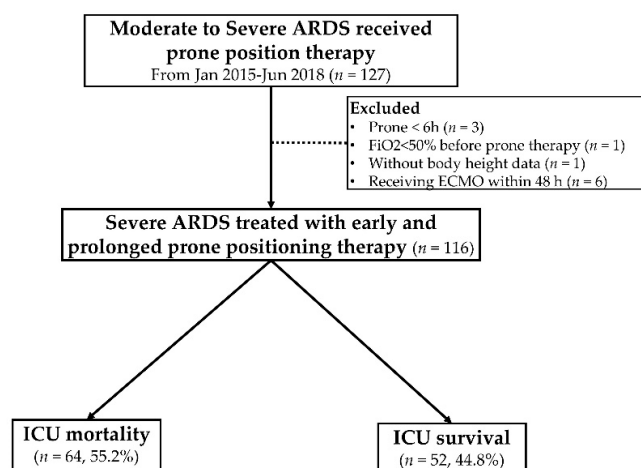 Moderate to Severe ARDS received
prone position therapy
From Jan 2015-Jun 2018 (n = 127)
Excluded
• Prone < 6h (n = 3)
• FiO2<50% before prone therapy (n = 1)
• Without body height data (n = 1)
• Receiving ECMO within 48 h (n = 6)
Severe ARDS treated with early and
prolonged prone positioning therapy (n = 116)
ICU mortality
(n = 64, 55.2%)
ICU survival
(n = 52, 44.8%)